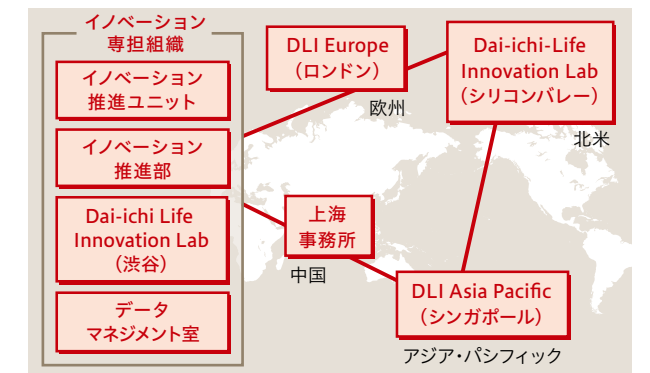 イノベーション
専担組織
イノベーション
推進ユニット
イノベーション
推進部
Dai-ichi Life
Innovation Lab
（渋谷）
データ
マネジメント室
DLI Europe
（ロンドン）
欧州
Dai-ichi-Life
Innovation Lab
（シリコンバレー）
北米
上海
事務所
中国
DLI Asia Pacific
（シンガポール）
アジア・パシフィック